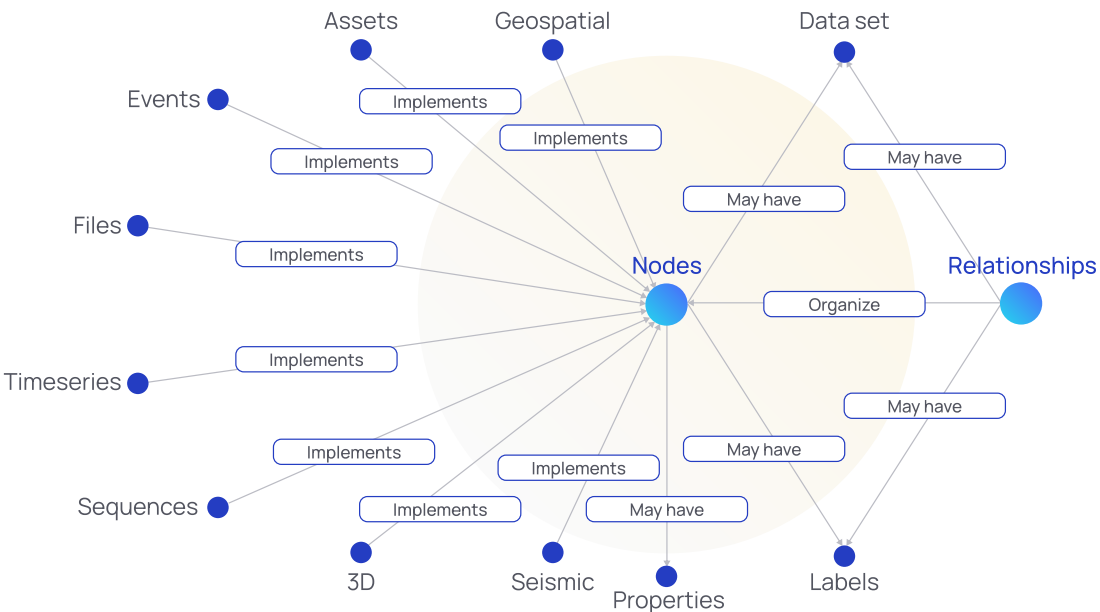 Assets
Geospatial
Data set
Events
Implements
Implements
Implements
May have
May have
Files
Implements
Nodes
Relationships
Organize
Implements
Timeseries
May have
Implements
May have
Implements
Sequences
Implements
May have
3D
Seismic
Labels
Properties